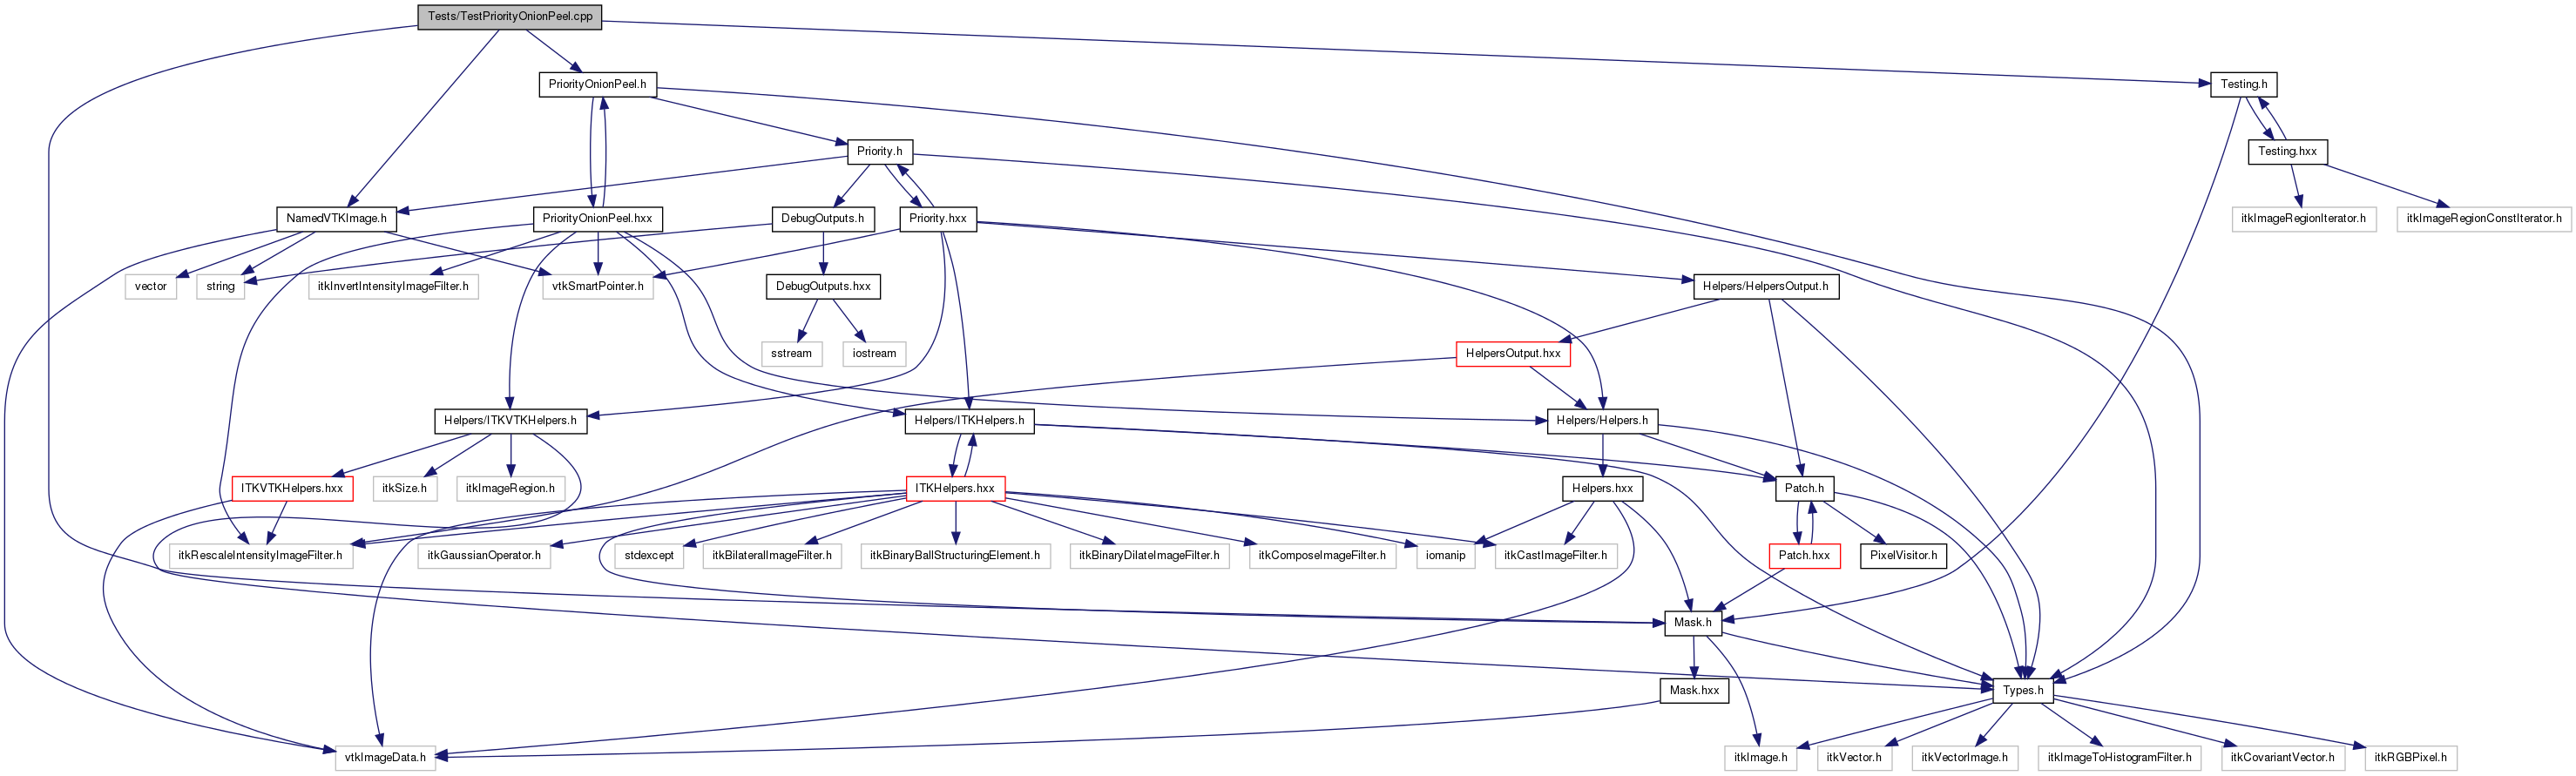 Tests/TestPriorityOnionPeel.cpp
PriorityOnionPeel.h
Testing.h
Priority.h
Testing.hxx
NamedVTKImage.h
PriorityOnionPeel.hxx
DebugOutputs.h
Priority.hxx
itkImageRegionIterator.h
itkImageRegionConstIterator.h
vector
string
itkInvertIntensityImageFilter.h
vtkSmartPointer.h
DebugOutputs.hxx
Helpers/HelpersOutput.h
sstream
iostream
HelpersOutput.hxx
Helpers/ITKVTKHelpers.h
Helpers/ITKHelpers.h
Helpers/Helpers.h
ITKVTKHelpers.hxx
itkSize.h
itkImageRegion.h
ITKHelpers.hxx
Helpers.hxx
Patch.h
itkRescaleIntensityImageFilter.h
itkGaussianOperator.h
stdexcept
itkBilateralImageFilter.h
itkBinaryBallStructuringElement.h
itkBinaryDilateImageFilter.h
itkComposeImageFilter.h
iomanip
itkCastImageFilter.h
Patch.hxx
PixelVisitor.h
Mask.h
Mask.hxx
Types.h
vtkImageData.h
itkImage.h
itkVector.h
itkVectorImage.h
itkImageToHistogramFilter.h
itkCovariantVector.h
itkRGBPixel.h